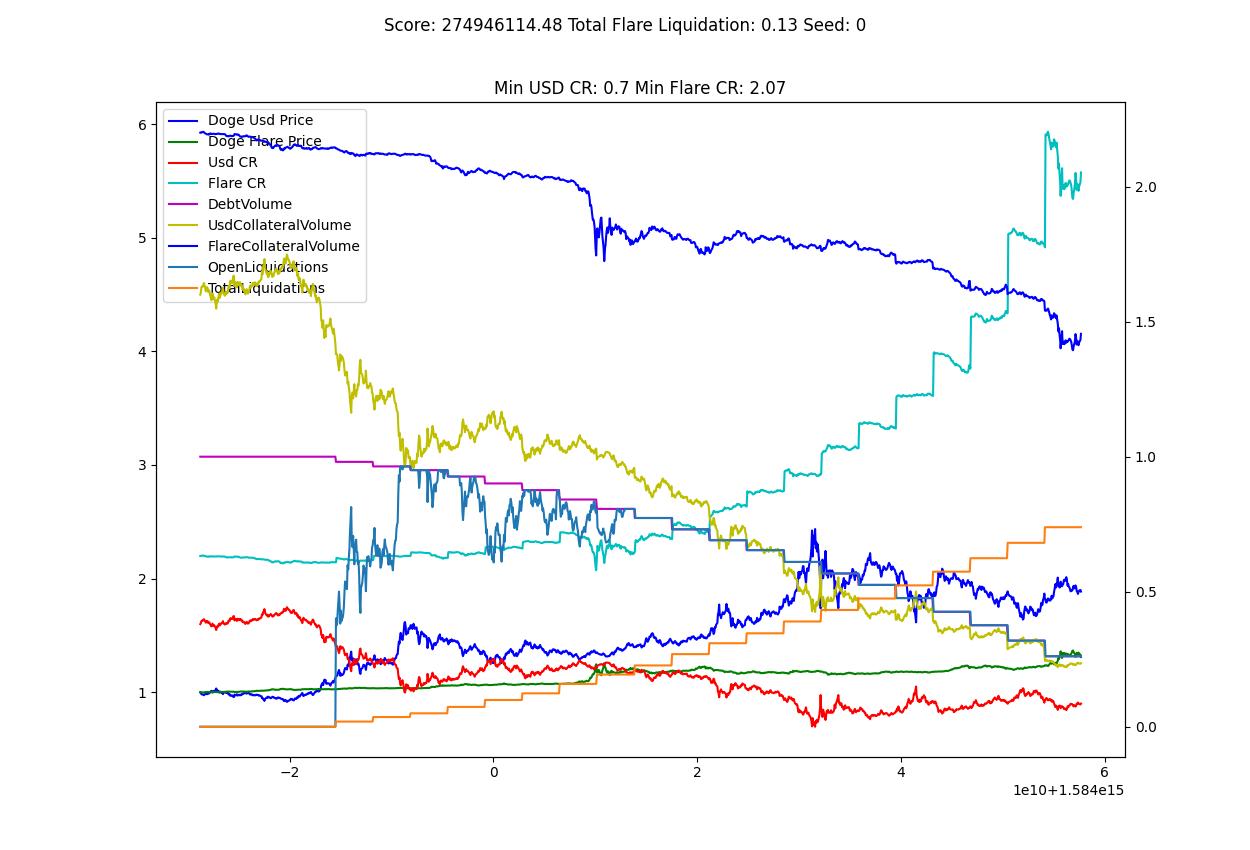 Score: 274946114.48 Total Flare Liquidation: 0.13 Seed: 0
Min USD CR: 0.7 Min Flare CR: 2.07
Doge Usd Price
Doge Flare Price
Usd CR
Flare CR
DebtVolume
UsdCollateralVolume
FlareCollateralVolume
OpenLiquidations
TotalLiquidations
6
5
4
3
2
1
2.0
1.5
1.0
0.5
0.0
−2
0
2
4
6
1e10+1.584e15